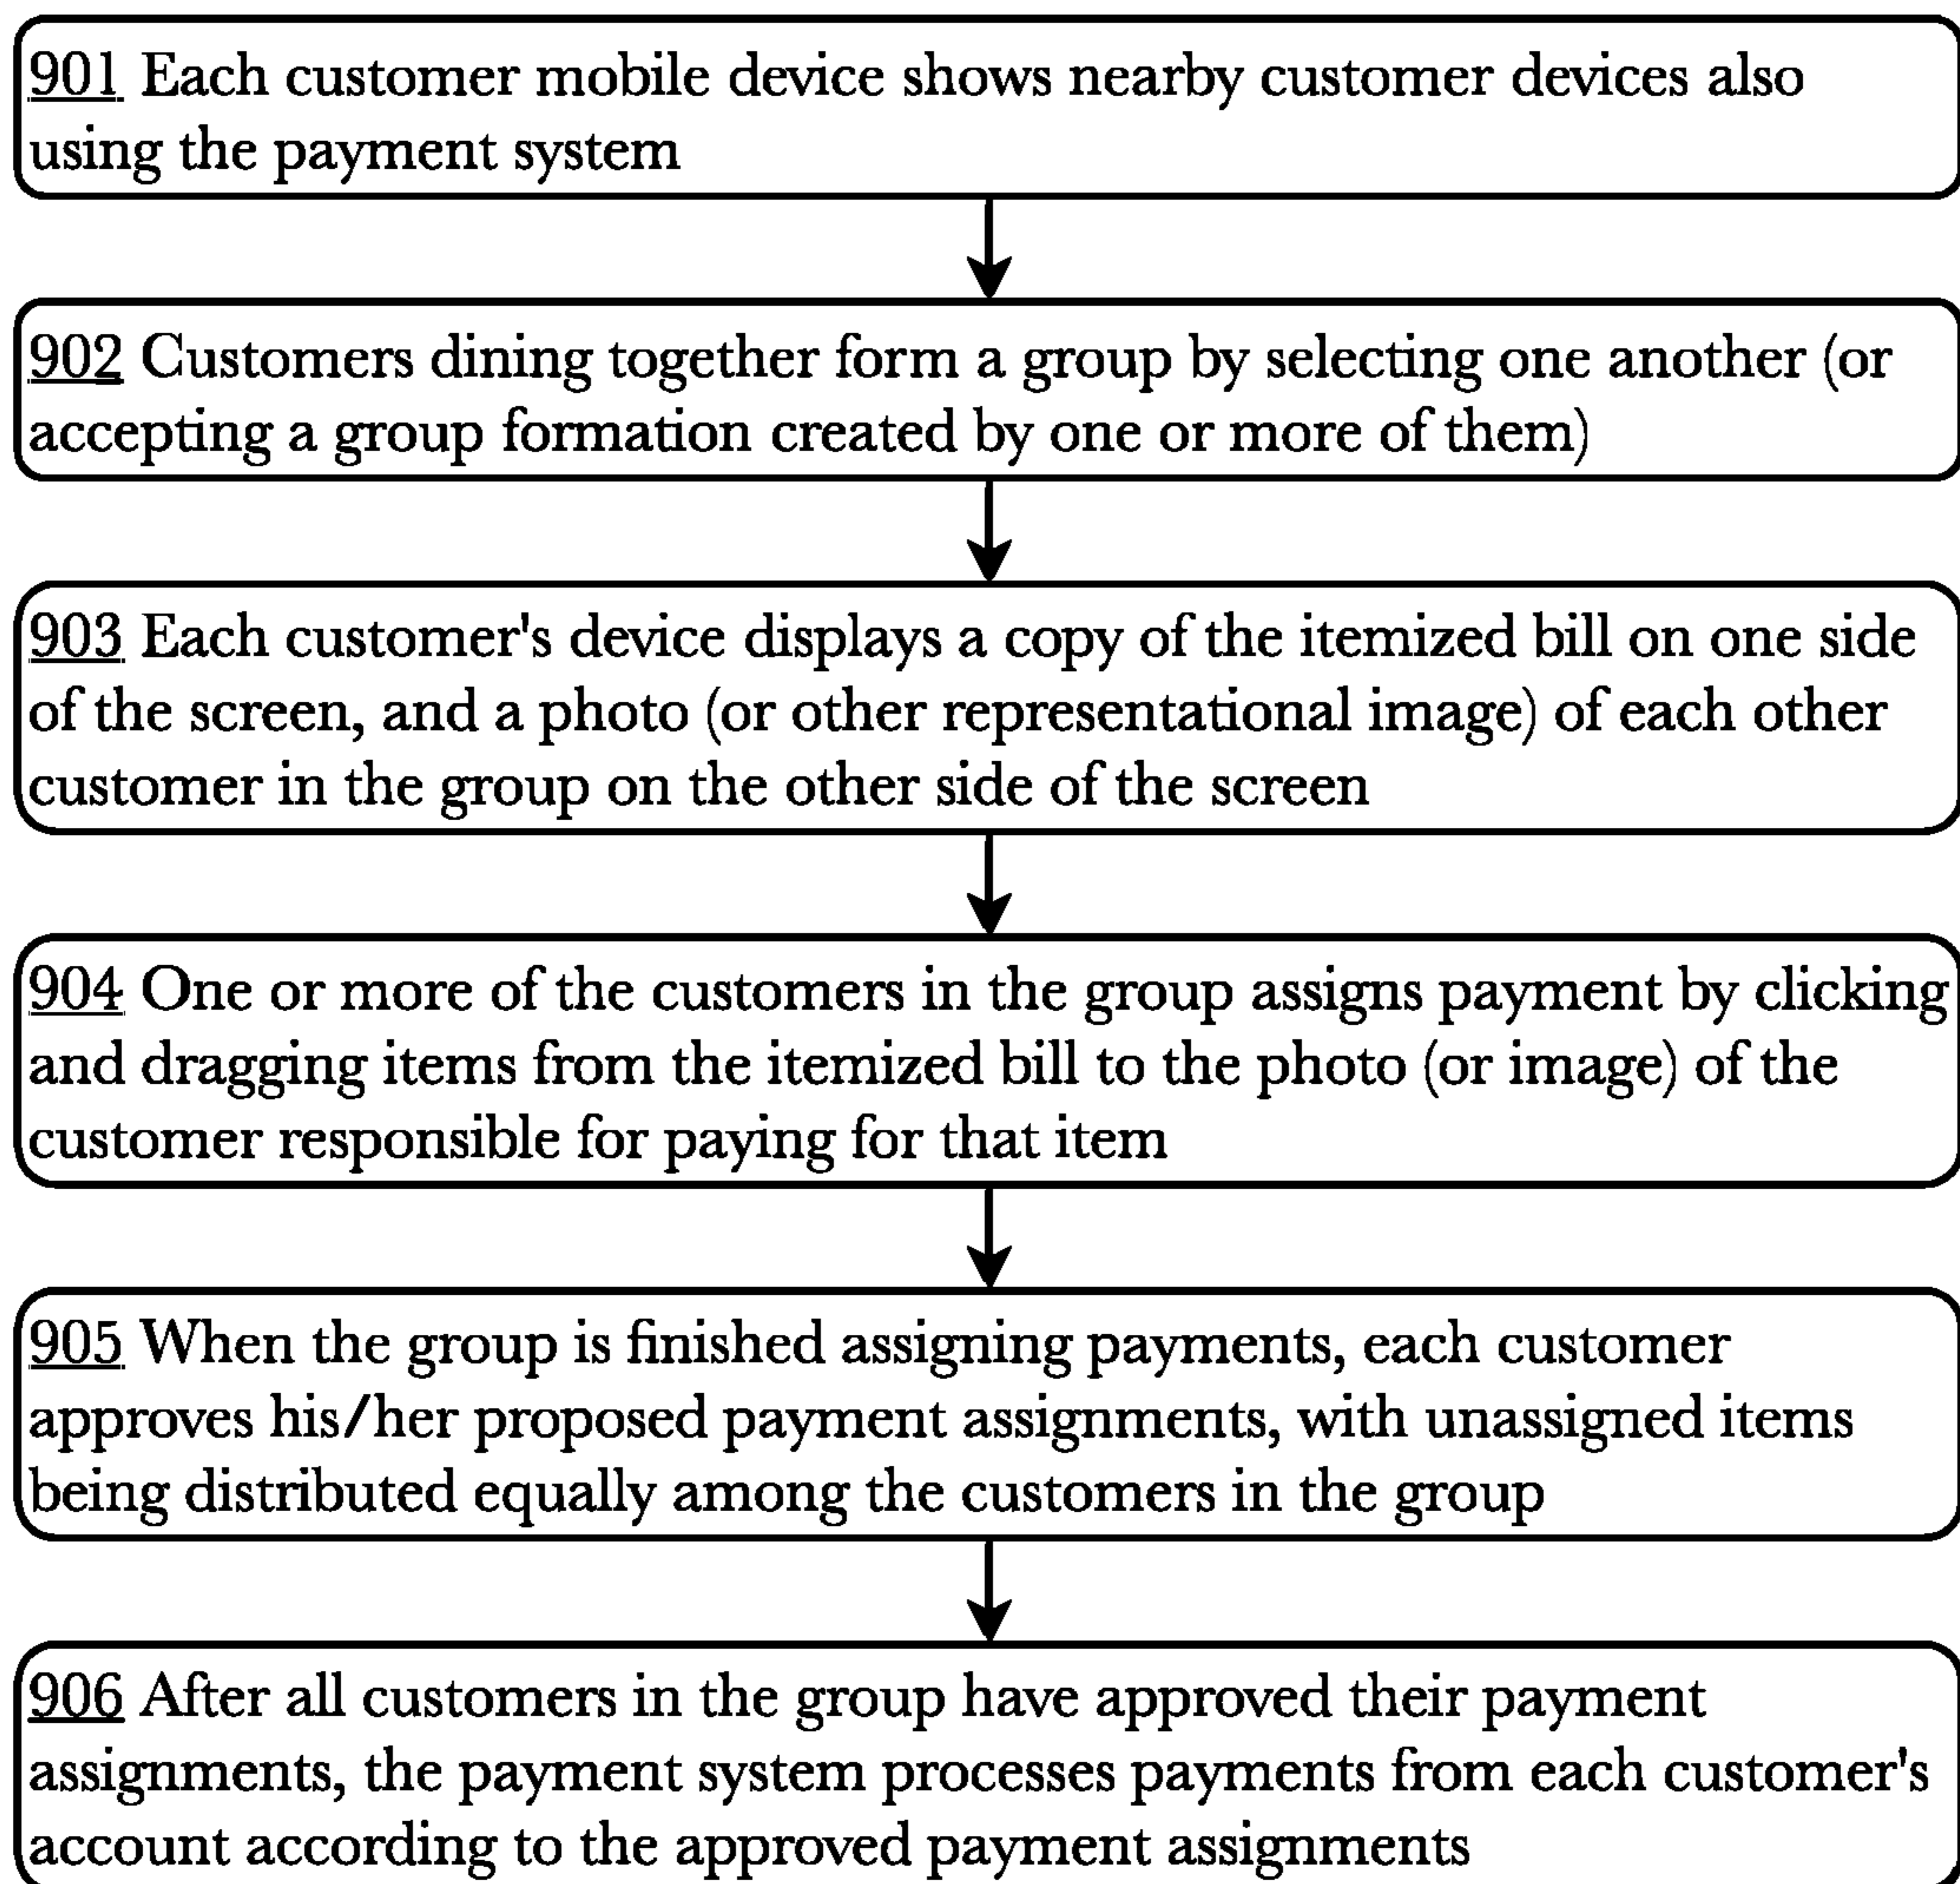 901 Each customer mobile device shows nearby customer devices also
using the payment system
902 Customers dining together form a group by selecting one another (or
accepting a group formation created by one or more of them)
903 Each customer's device displays a copy of the itemized bill on one side
of the screen, and a photo (or other representational image) of each other
customer in the group on the other side of the screen
904 One or more of the customers in the group assigns payment by clicking
and dragging items from the itemized bill to the photo (or image) of the
customer responsible for paying for that item
905 When the group is finished assigning payments, each customer
approves his/her proposed payment assignments, with unassigned items
being distributed equally among the customers in the group
906 After all customers in the group have approved their payment
assignments, the payment system processes payments from each customer's
account according to the approved payment assignments